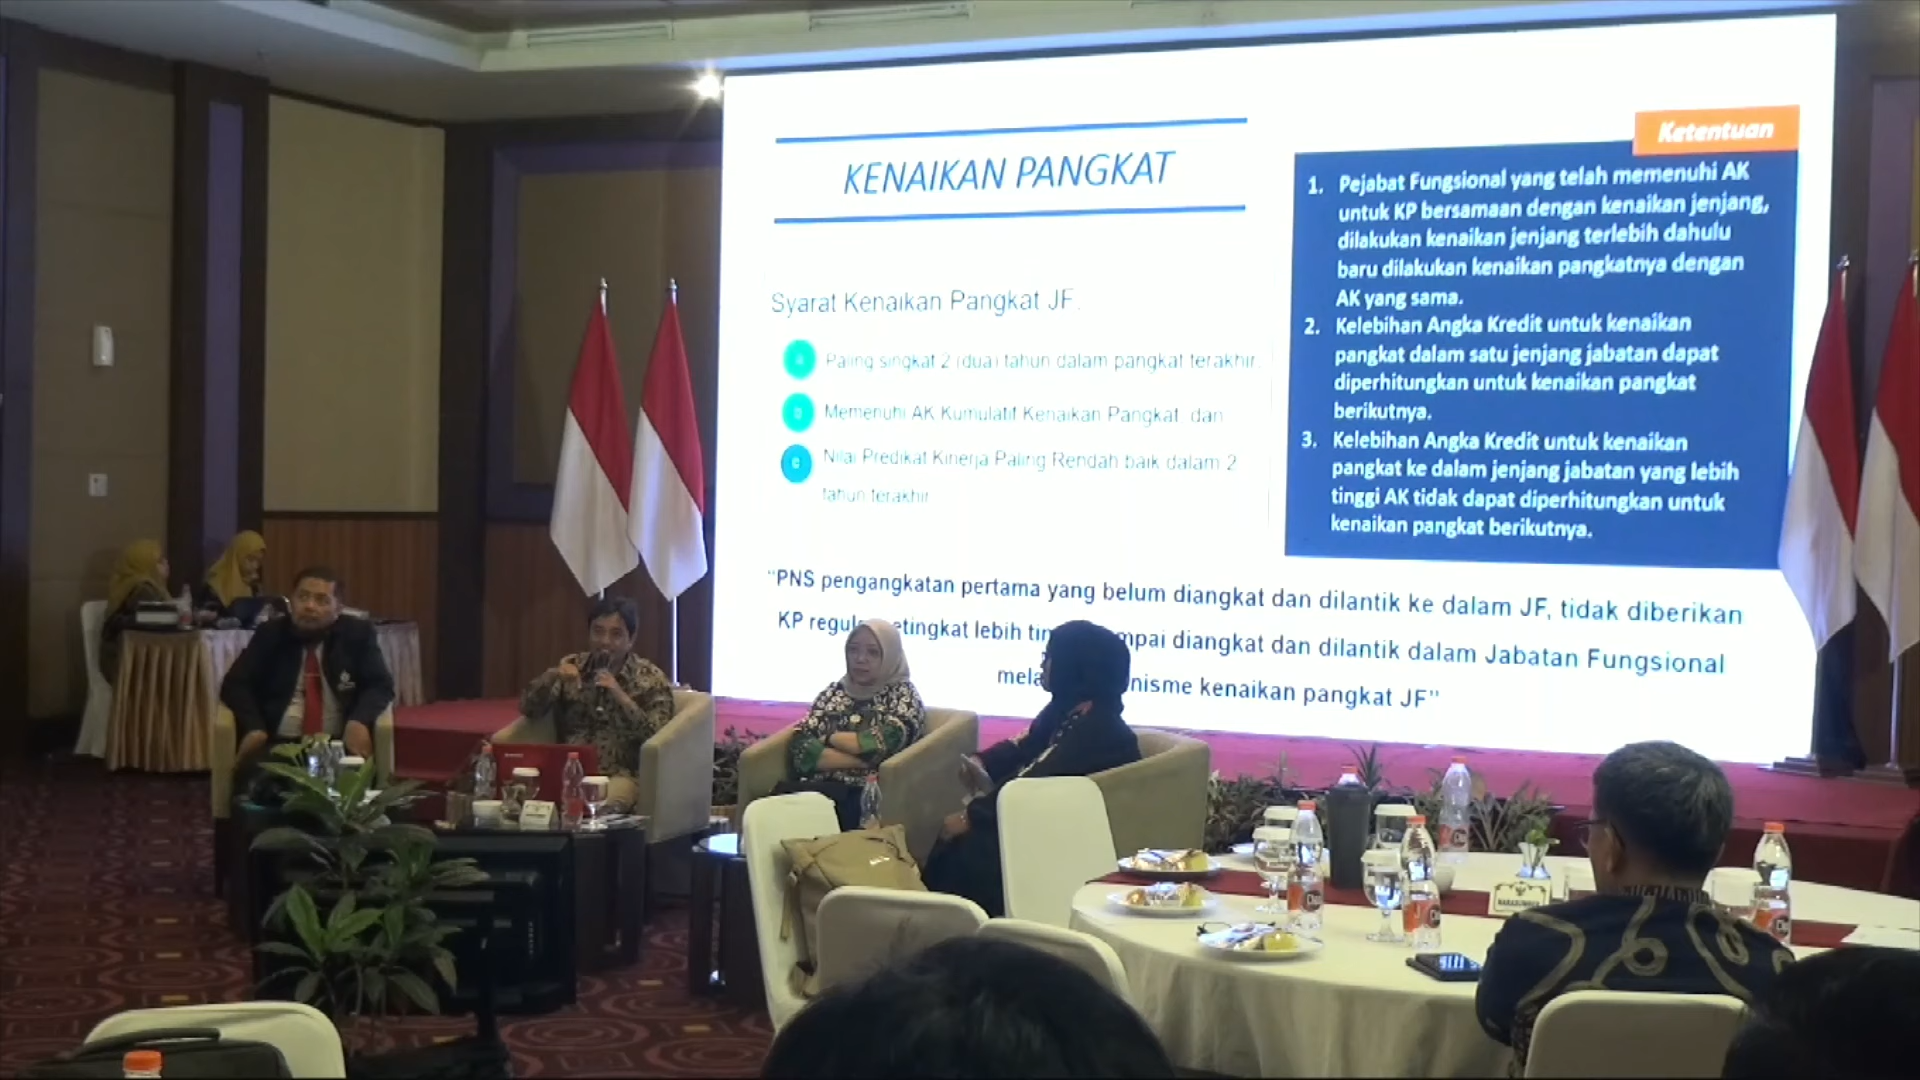 KENAIKAN PANGKAT
Syarat Kenaikan Pangkat JF:
Paling singkat 2 (dua) tahun dalam pangkat terakhir.
Memenuhi AK Kumulatif Kenaikan Pangkat dan
Nilai Predikat Kinerja Paling Rendah baik dalam 2
tahun terakhir
Ketentuan
1. Pejabat Fungsional yang telah memenuhi AK
untuk KP bersamaan dengan kenaikan jenjang,
dilakukan kenaikan jenjang terlebih dahulu
baru dilakukan kenaikan pangkatnya dengan
AK yang sama.
2. Kelebihan Angka Kredit untuk kenaikan
pangkat dalam satu jenjang jabatan dapat
diperhitungkan untuk kenaikan pangkat
berikutnya.
3. Kelebihan Angka Kredit untuk kenaikan
pangkat ke dalam jenjang jabatan yang lebih
tinggi AK tidak dapat diperhitungkan untuk
kenaikan pangkat berikutnya.
"PNS pengangkatan pertama yang belum diangkat dan dilantik ke dalam JF, tidak diberikan
KP regul etingkat lebih tin mpai diangkat dan dilantik dalam Jabatan Fungsional
mela nisme kenaikan pangkat JF"
NARASUMBER